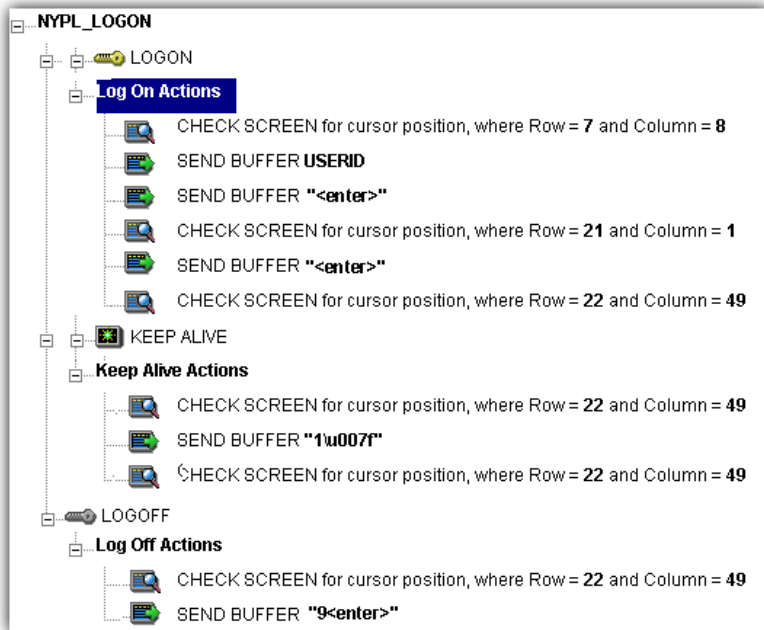 NYPL_LOGON
LOGON
Log On Actions
CHECK SCREEN for cursor position, where Row = 7 and Column = 8
SEND BUFFER USERID
SEND BUFFER "<enter>"
CHECK SCREEN for cursor position, where Row = 21 and Column = 1
SEND BUFFER "<enter>"
CHECK SCREEN for cursor position, where Row = 22 and Column = 49
KEEP ALIVE
Keep Alive Actions
CHECK SCREEN for cursor position, where Row = 22 and Column = 49
SEND BUFFER "1\u007f"
CHECK SCREEN for cursor position, where Row = 22 and Column = 49
LOGOFF
Log Off Actions
CHECK SCREEN for cursor position, where Row = 22 and Column = 49
SEND BUFFER "9<enter>"